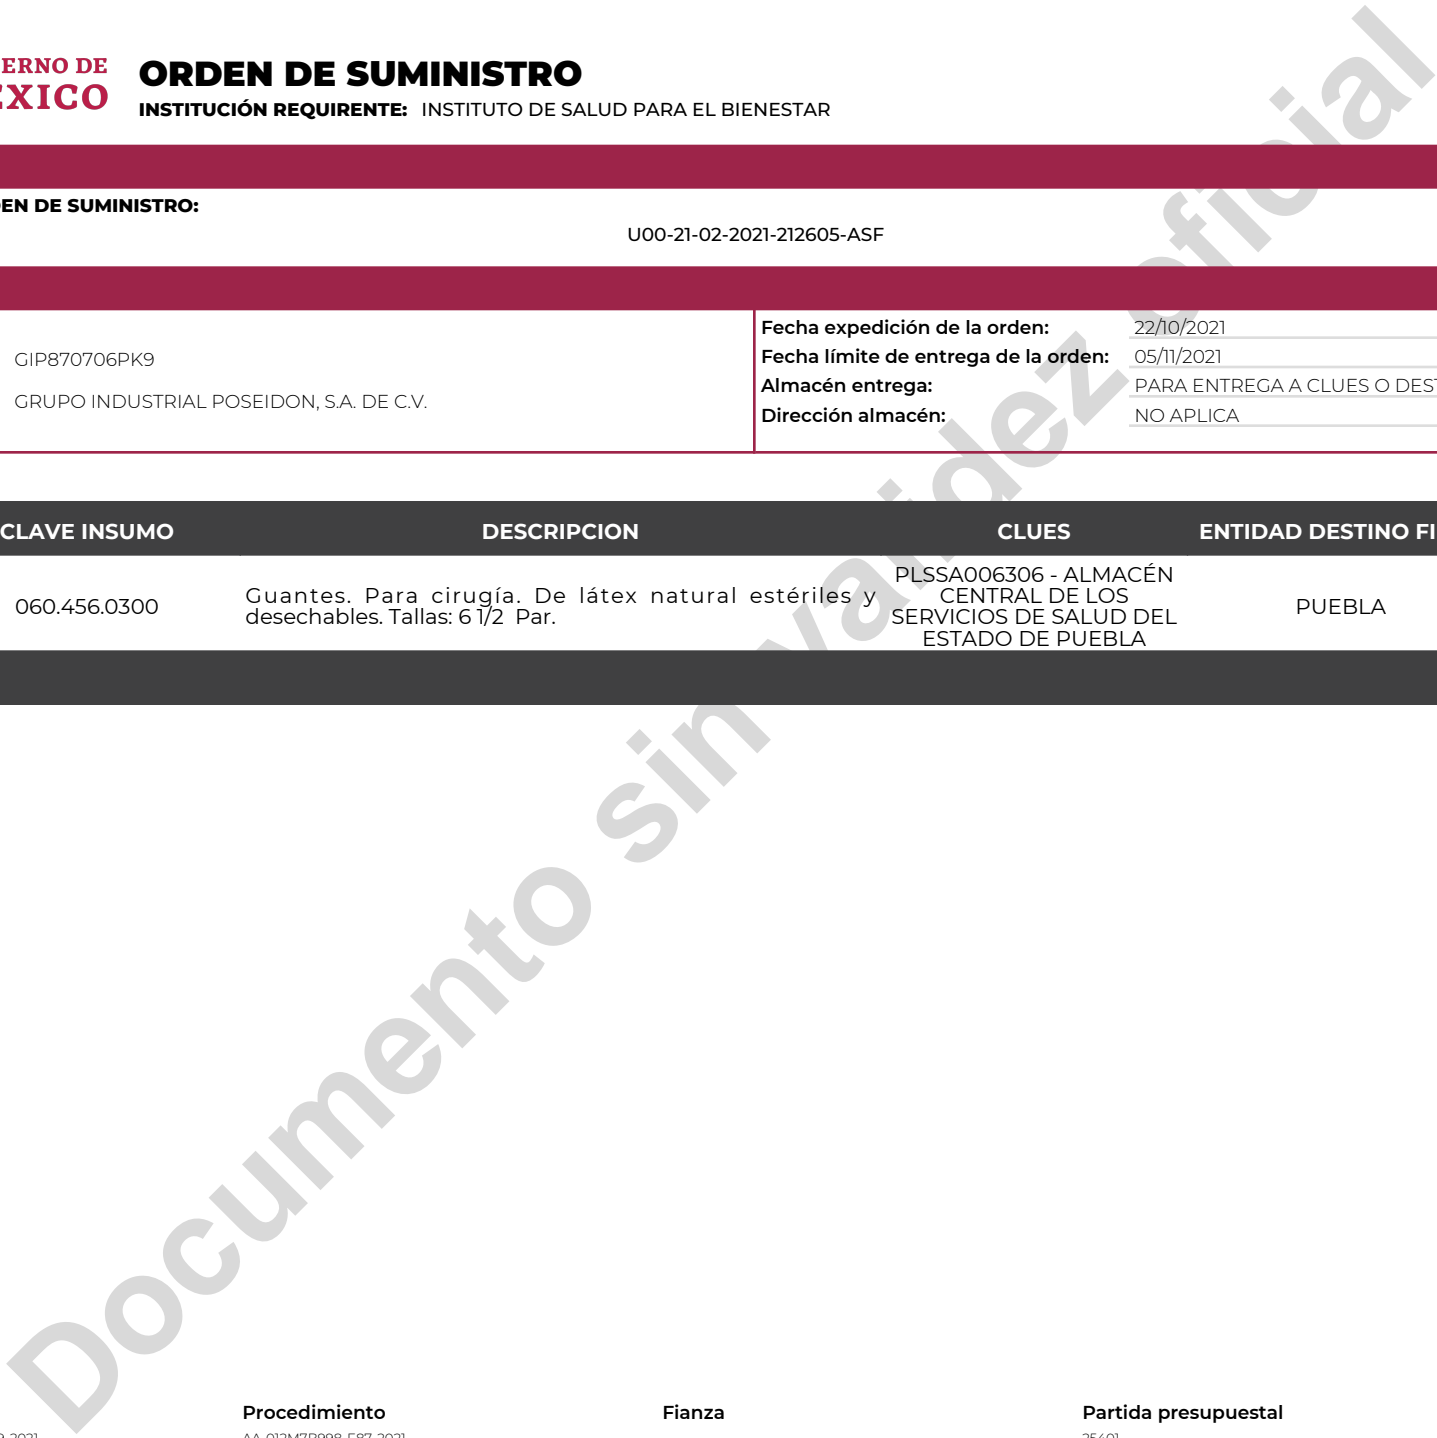 ERNO DE
ORDEN DE SUMINISTRO
INSTITUCIÓN REQUIRENTE: INSTITUTO DE SALUD PARA EL BIENESTAR
EN DE SUMINISTRO:
U00-21-02-2021-212605-ASF
GIP870706PK9
GRUPO INDUSTRIAL POSEIDON, S.A. DE C.V.
Fecha expedición de la orden: 22/10/2021
Fecha límite de entrega de la orden: 05/11/2021
Almacén entrega: PARA ENTREGA A CLUES O DEST
Dirección almacén: NO APLICA
CLAVE INSUMO DESCRIPCION CLUES ENTIDAD DESTINO FI
060.456.0300
Guantes. Para cirugía. De látex natural estériles y
desechables. Tallas: 6 1/2 Par.
PLSSA006306 - ALMACÉN
CENTRAL DE LOS
SERVICIOS DE SALUD DEL
ESTADO DE PUEBLA
PUEBLA
Documento sin validez oficial
Procedimiento Fianza Partida presupuestal